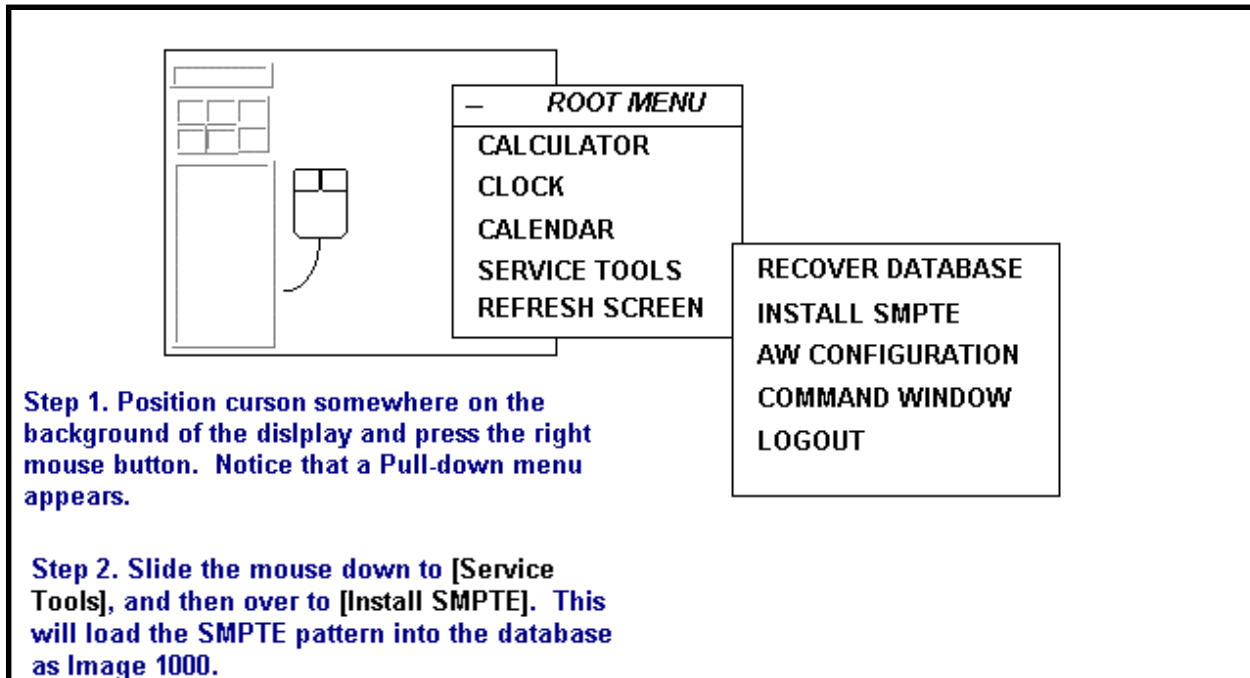 — ROOT MENU
CALCULATOR
CLOCK
CALENDAR
SERVICE TOOLS
REFRESH SCREEN
RECOVER DATABASE
INSTALL SMPTE
AW CONFIGURATION
COMMAND WINDOW
LOGOUT
Step 1. Position curson somewhere on the
background of the dislplay and press the right
mouse button.  Notice that a Pull-down menu
appears.
Step 2. Slide the mouse down to [Service
Tools], and then over to [Install SMPTE].  This
will load the SMPTE pattern into the database
as Image 1000.